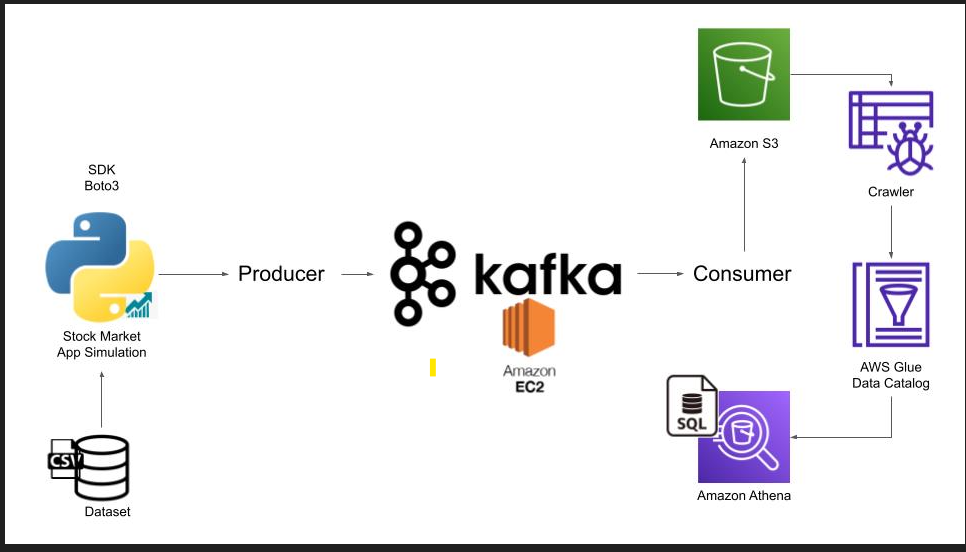 SDK
Boto3
Stock Market
App Simulation
CSV
Dataset
Producer
kafka
Amazon
EC2
Consumer
Amazon S3
Crawler
AWS Glue
Data Catalog
SQL
Amazon Athena